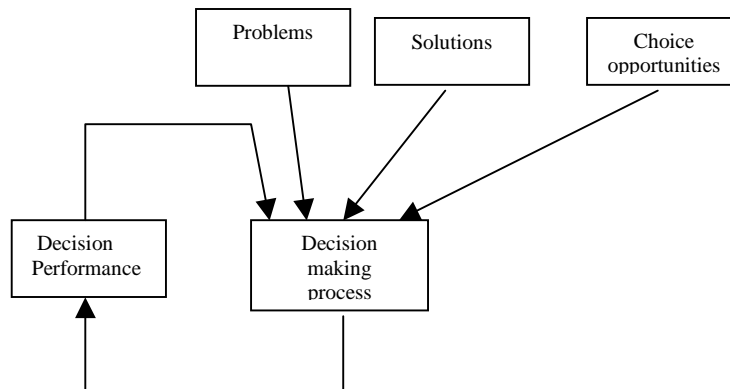 Problems
Solutions
Choice
opportunities
Decision
Performance
Decision
making
process